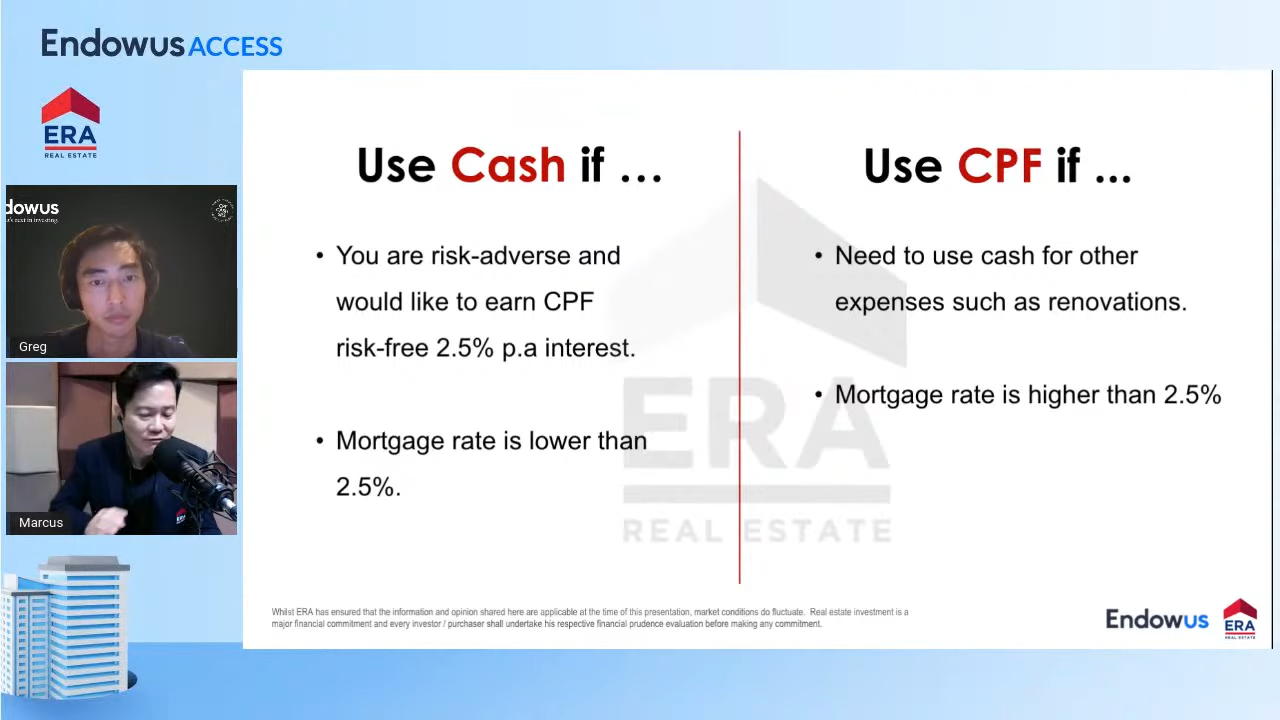 Endowus ACCESS
ERA
REAL ESTATE
dowus
Greg
Marcus
Use Cash if …
• You are risk-adverse and
would like to earn CPF
risk-free 2.5% p.a interest.
• Mortgage rate is lower than
2.5%.
Use CPF if ...
• Need to use cash for other
expenses such as renovations.
• Mortgage rate is higher than 2.5%
ERA
REAL ESTATE
Whilst ERA has ensured that the information and opinion shared here are applicable at the time of this presentation, market conditions do fluctuate. Real estate investment is a
major financial commitment and every investor / purchaser shall undertake his respective financial prudence evaluation before making any commitment.
Endowus
ERA
REAL ESTATE